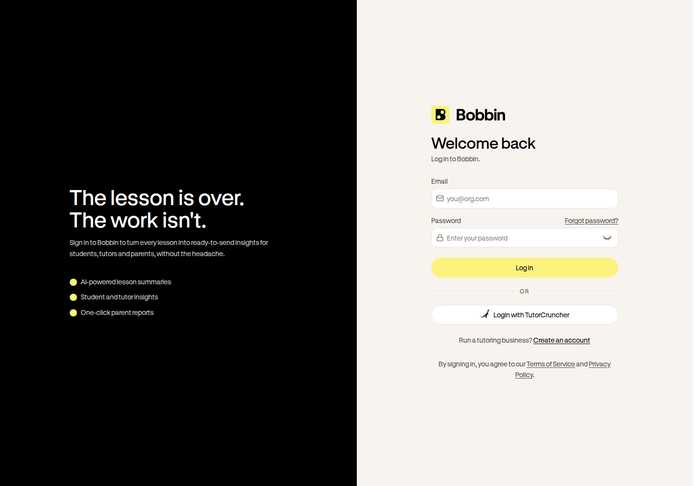 The lesson is over.
The work isn't.
Sign in to Bobbin to turn every lesson into ready-to-send insights for
students, tutors and parents, without the headache.
AI-powered lesson summaries
Student and tutor insights
One-click parent reports
Bobbin
Welcome back
Log in to Bobbin.
Email
you@org.com
Password Forgot password?
Enter your password
Log in
OR
Login with TutorCruncher
Run a tutoring business? Create an account
By signing in, you agree to our Terms of Service and Privacy
Policy.